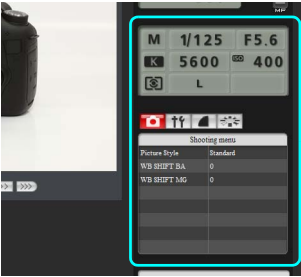 MF
M 1/125 F5.6
K 5600 ISO 400
L
Shooting menu
Picture Style Standard
WB SHIFT BA 0
WB SHIFT MG 0